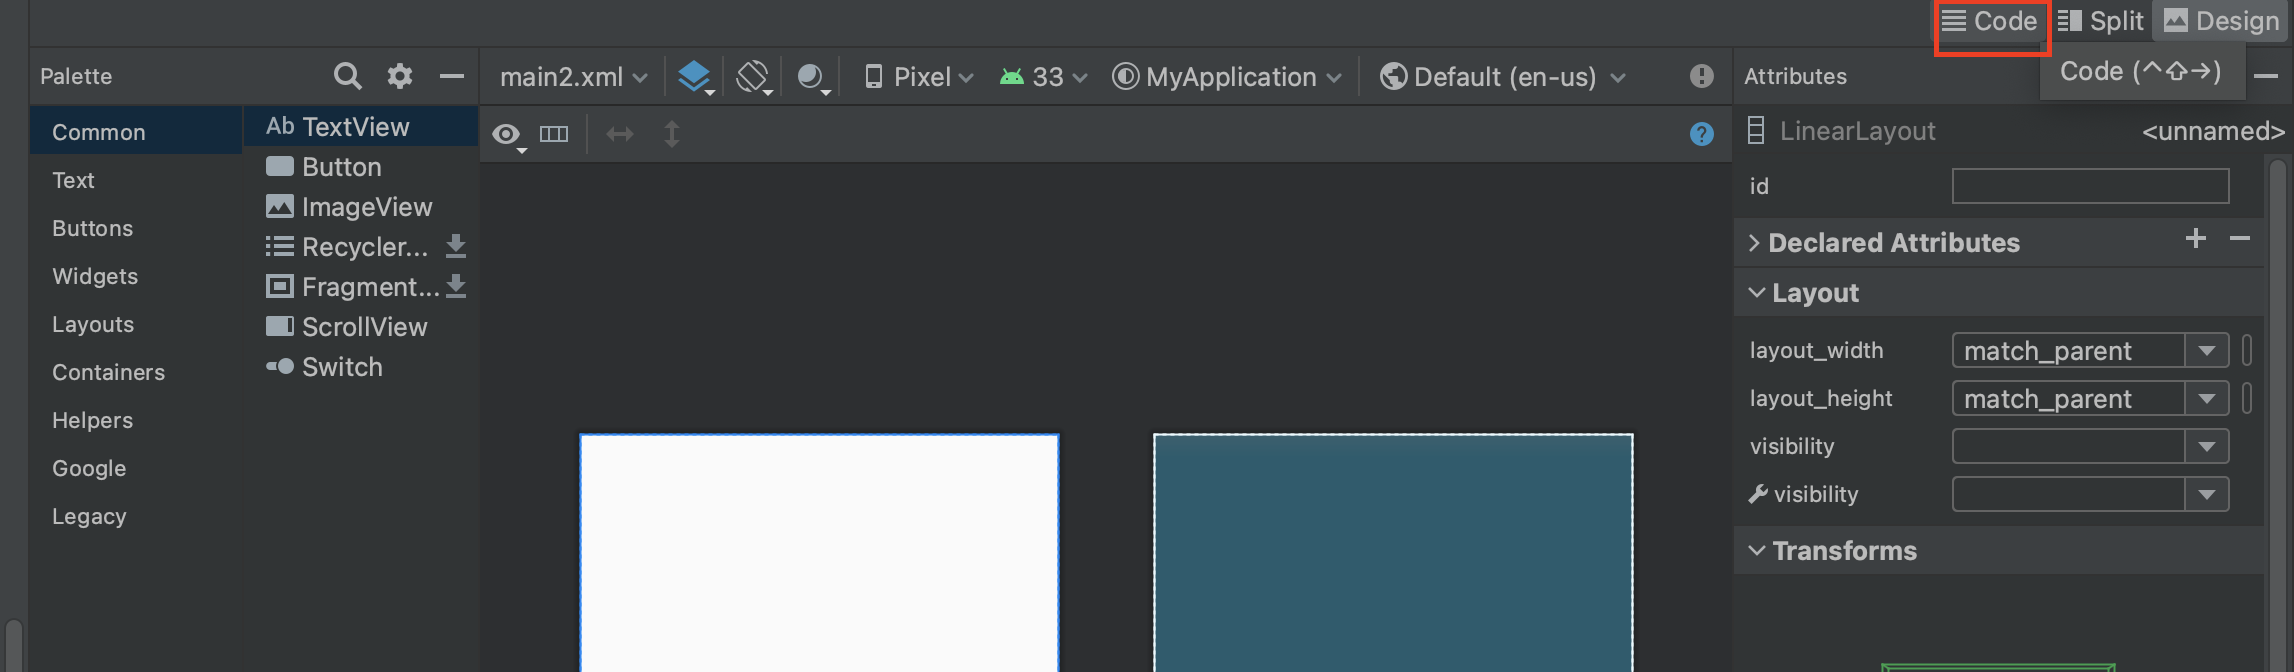 Code Split Design
Palette
main2.xml Pixel 33 MyApplication Default (en-us)
Attributes
Code (⌃⇧→)
Common
Text
Buttons
Widgets
Layouts
Containers
Helpers
Google
Legacy
Ab TextView
Button
ImageView
Recycler...
Fragment...
ScrollView
Switch
LinearLayout <unnamed>
id
Declared Attributes
Layout
layout_width match_parent
layout_height match_parent
visibility
visibility
Transforms